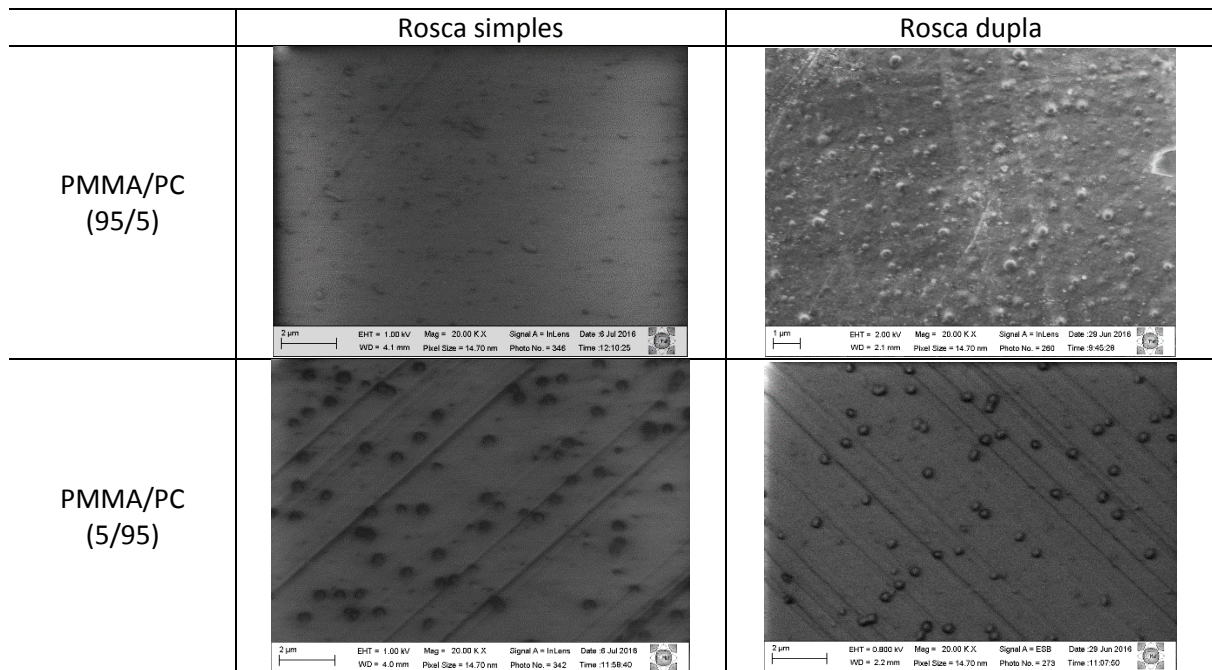 Rosca simples
Rosca dupla
PMMA/PC
(95/5)
2 µm
EHT = 1.00 kV
Mag = 20.00 K X
Signal A = InLens
Date :6 Jul 2016
WD = 4.1 mm
Pixel Size = 14.70 nm
Photo No. = 346
Time :12:10:25
1 µm
EHT = 2.00 kV
Mag = 20.00 K X
Signal A = InLens
Date :29 Jun 2016
WD = 2.1 mm
Pixel Size = 14.70 nm
Photo No. = 260
Time :9:45:28
PMMA/PC
(5/95)
2 µm
EHT = 1.00 kV
Mag = 20.00 K X
Signal A = InLens
Date :6 Jul 2016
WD = 4.0 mm
Pixel Size = 14.70 nm
Photo No. = 342
Time :11:58:40
2 µm
EHT = 0.800 kV
Mag = 20.00 K X
Signal A = ESB
Date :29 Jun 2016
WD = 2.2 mm
Pixel Size = 14.70 nm
Photo No. = 273
Time :11:07:50